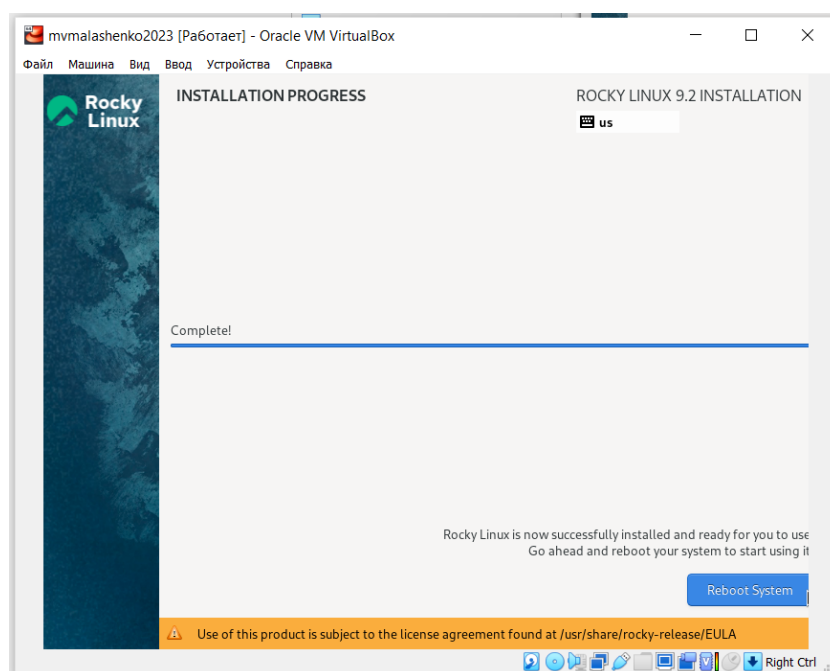 mvmalashenko2023 [Работает] - Oracle VM VirtualBox
Файл Машина Вид Ввод Устройства Справка
Rocky Linux
INSTALLATION PROGRESS
ROCKY LINUX 9.2 INSTALLATION
us
Complete!
Rocky Linux is now successfully installed and ready for you to use
Go ahead and reboot your system to start using it
Reboot System
Use of this product is subject to the license agreement found at /usr/share/rocky-release/EULA
Right Ctrl